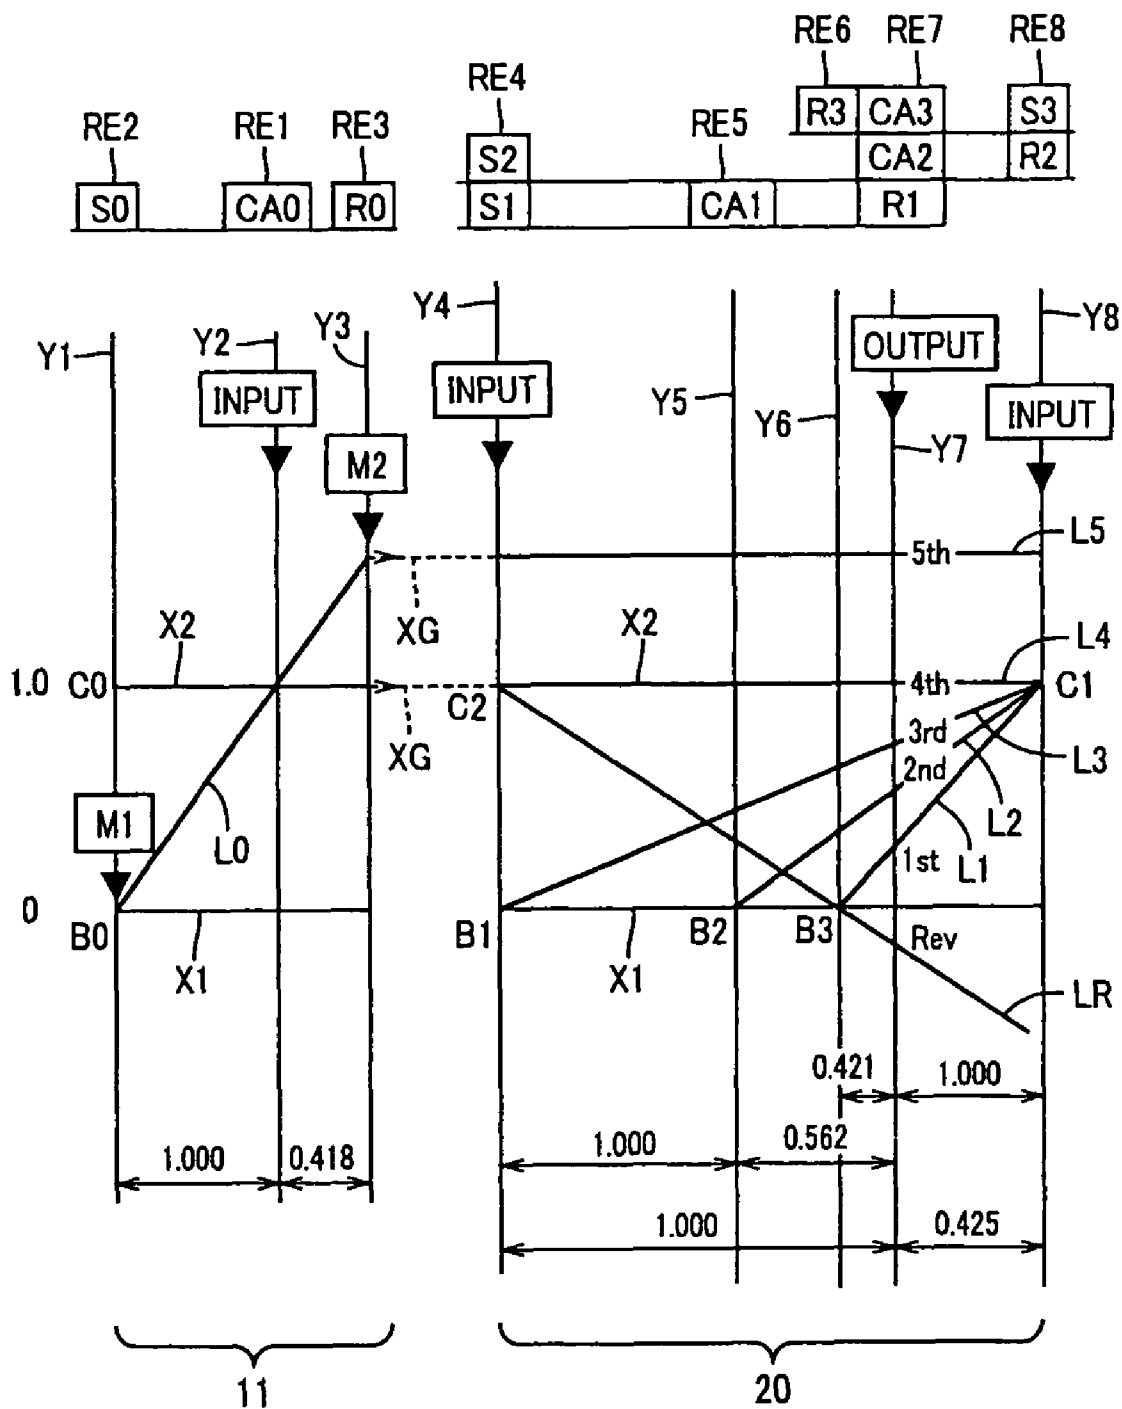 RE6 RE7 RE8
RE4
RE2 RE1 RE3 RE5
R3 CA3 S3
S2 CA2 R2
S0 CA0 R0 S1 CA1 R1
Y4 Y8
Y1 Y2 Y3 OUTPUT
INPUT INPUT Y5 Y6 INPUT
M2 Y7
5th L5
XG
X2 X2 L4
1.0 C0 C2 4th C1
XG 3rd L3
2nd
M1 L0 L2
1st L1
0
B0 B1 B2 B3 Rev
X1 X1 LR
0.421 1.000
1.000 0.418 1.000 0.562
1.000 0.425
11 20